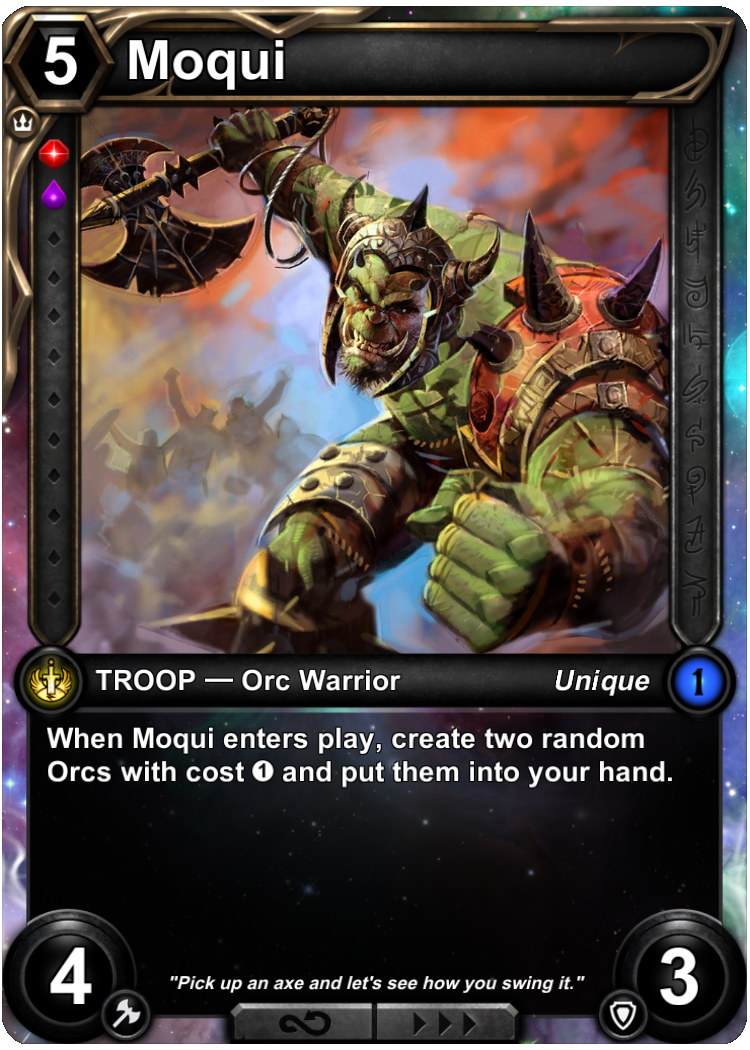 5 Moqui
TROOP — Orc Warrior Unique 1
When Moqui enters play, create two random
Orcs with cost 1 and put them into your hand.
"Pick up an axe and let's see how you swing it."
4 3